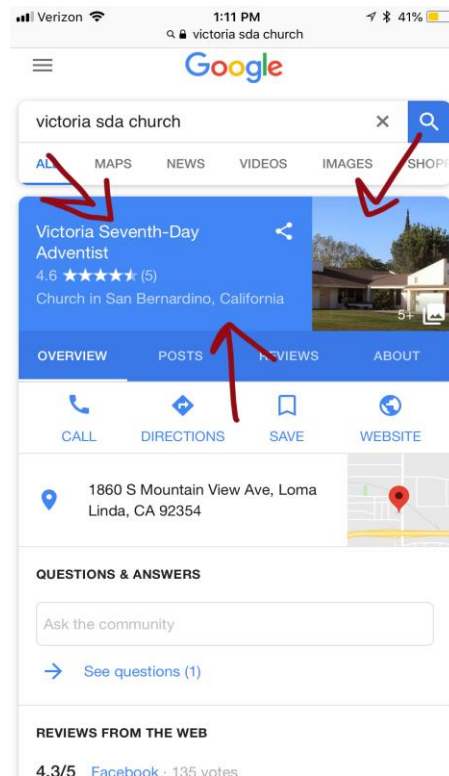 Verizon 1:11 PM 41%
victoria sda church
Google
victoria sda church
ALL MAPS NEWS VIDEOS IMAGES
Victoria Seventh-Day
Adventist
4.6 ★★★★★ (5)
Church in San Bernardino, California
5+
OVERVIEW POSTS REVIEWS ABOUT
CALL DIRECTIONS SAVE WEBSITE
1860 S Mountain View Ave, Loma
Linda, CA 92354
QUESTIONS & ANSWERS
Ask the community
See questions (1)
REVIEWS FROM THE WEB
4.3/5 Facebook · 135 votes